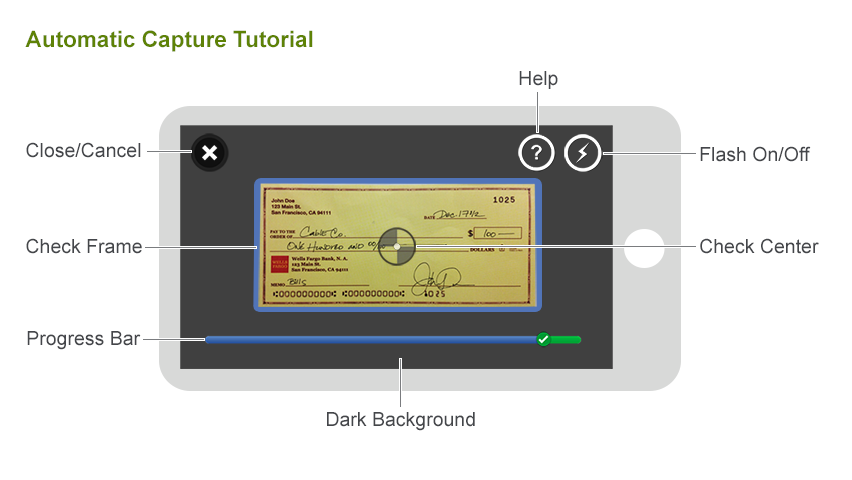 Automatic Capture Tutorial
Help
Close/Cancel
?
Flash On/Off
John Doe
123 Main St.
San Francisco, CA 94111
1025
DATE Dec. 17/12
PAY TO THE
ORDER OF Cable Co. $ 100
One Hundred and 00/
DOLLARS
Check Frame
Check Center
WELLS
FARGO
Wells Fargo Bank, N. A.
123 Main St.
San Francisco, CA 94111
MEMO Bills
⑆000000000⑆ ⑆000000000⑆ 1025
Progress Bar
Dark Background